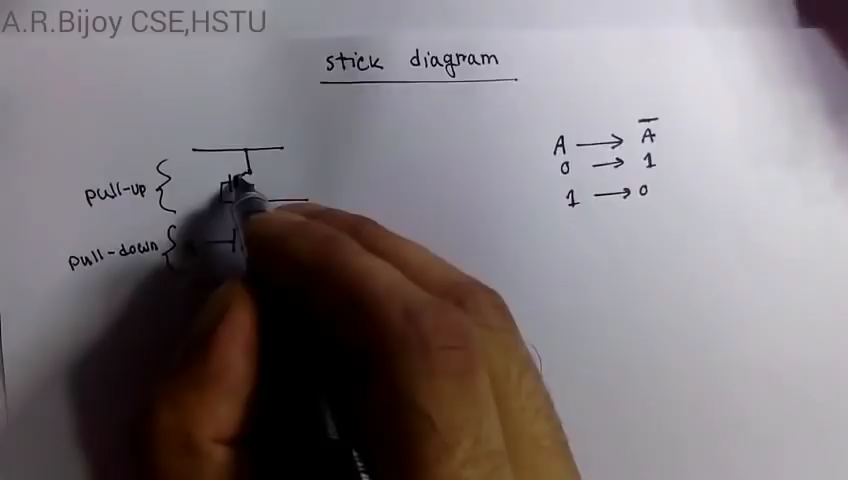 A.R.Bijoy CSE,HSTU
stick diagram
A → A̅
0 → 1
1 → 0
pull-up
pull-down